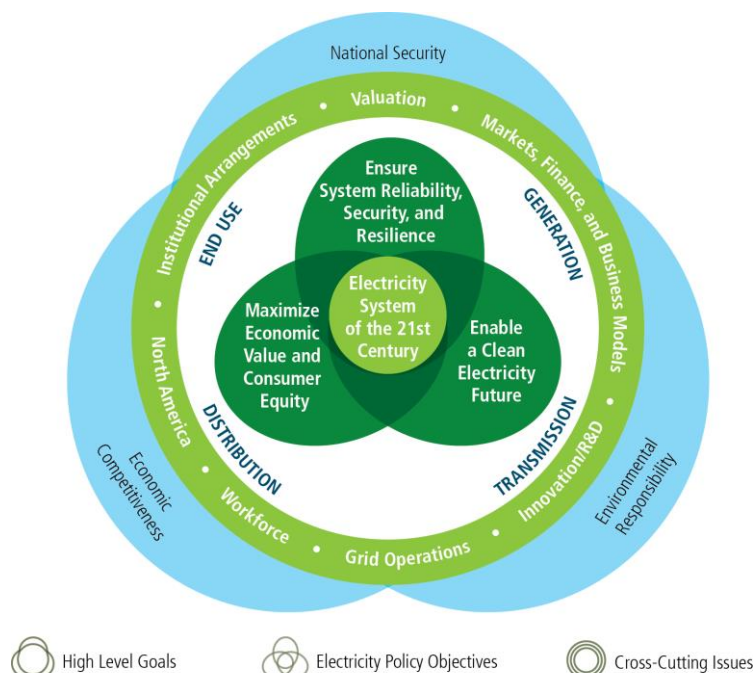 National Security
Institutional Arrangements • Valuation • Markets, Finance, and Business Models • Innovation/R&D • Grid Operations • Workforce • North America •
END USE
GENERATION
Ensure
System Reliability,
Security, and
Resilience
Electricity
System
of the 21st
Century
Maximize
Economic
Value and
Consumer
Equity
Enable
a Clean
Electricity
Future
DISTRIBUTION
TRANSMISSION
Economic
Competitiveness
Environmental
Responsibility
High Level Goals
Electricity Policy Objectives
Cross-Cutting Issues